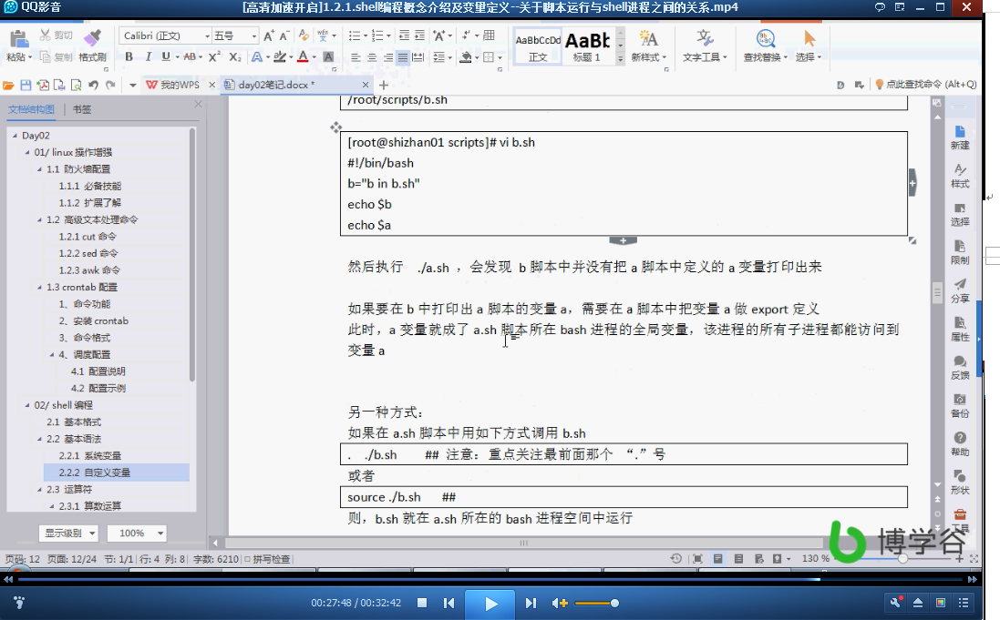 QQ影音
[高清加速开启]1.2.1.shell编程概念介绍及变量定义--关于脚本运行与shell进程之间的关系.mp4
粘贴
剪切
复制
格式刷
Calibri (正文)
五号
B I U AB X² X₂
AaBbCcDd
正文
AaBb
标题 1
新样式
文字工具
查找替换
选择
我的WPS
day02笔记.docx *
点此查找命令 (Alt+Q)
文档结构图
书签
Day02
01/ linux 操作增强
1.1 防火墙配置
1.1.1 必备技能
1.1.2 扩展了解
1.2 高级文本处理命令
1.2.1 cut 命令
1.2.2 sed 命令
1.2.3 awk 命令
1.3 crontab 配置
1、命令功能
2、安装 crontab
3、命令格式
4、调度配置
4.1 配置说明
4.2 配置示例
02/ shell 编程
2.1 基本格式
2.2 基本语法
2.2.1 系统变量
2.2.2 自定义变量
2.3 运算符
2.3.1 算数运算
显示级别
100%
/root/scripts/b.sh
[root@shizhan01 scripts]# vi b.sh
#!/bin/bash
b="b in b.sh"
echo $b
echo $a
然后执行 ./a.sh ，会发现 b 脚本中并没有把 a 脚本中定义的 a 变量打印出来
如果要在 b 中打印出 a 脚本的变量 a，需要在 a 脚本中把变量 a 做 export 定义
此时，a 变量就成了 a.sh 脚本所在 bash 进程的全局变量，该进程的所有子进程都能访问到
变量 a
另一种方式：
如果在 a.sh 脚本中用如下方式调用 b.sh
. ./b.sh ## 注意：重点关注最前面那个 “.” 号
或者
source ./b.sh ##
则，b.sh 就在 a.sh 所在的 bash 进程空间中运行
新建
样式
选择
限制
分享
属性
反馈
备份
帮助
形状
工具
博学谷
页码: 12 页面: 12/24 节: 1/1 行: 4 列: 8 字数: 6210 拼写检查
130 %
00:27:48 / 00:32:42